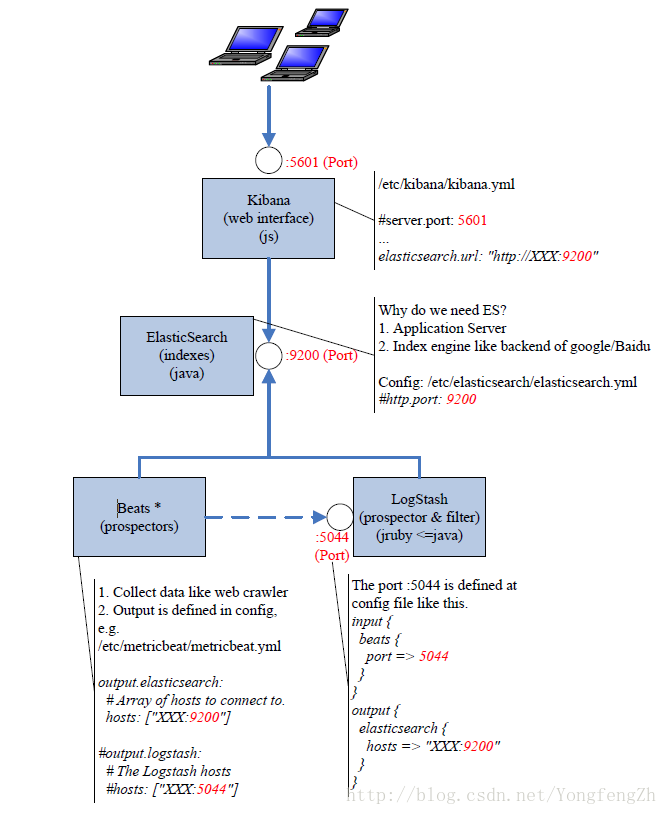 :5601 (Port)
Kibana
(web interface)
(js)
/etc/kibana/kibana.yml
#server.port: 5601
...
elasticsearch.url: "http://XXX:9200"
ElasticSearch
(indexes)
(java)
:9200 (Port)
Why do we need ES?
1. Application Server
2. Index engine like backend of google/Baidu
Config: /etc/elasticsearch/elasticsearch.yml
#http.port: 9200
Beats *
(prospectors)
LogStash
(prospector & filter)
(jruby <=java)
:5044
(Port)
1. Collect data like web crawler
2. Output is defined in config,
e.g.
/etc/metricbeat/metricbeat.yml
output.elasticsearch:
# Array of hosts to connect to.
hosts: ["XXX:9200"]
#output.logstash:
# The Logstash hosts
#hosts: ["XXX:5044"]
The port :5044 is defined at
config file like this.
input {
beats {
port => 5044
}
}
output {
elasticsearch {
hosts => "XXX:9200"
}
}
http://blog.csdn.net/YongfengZh